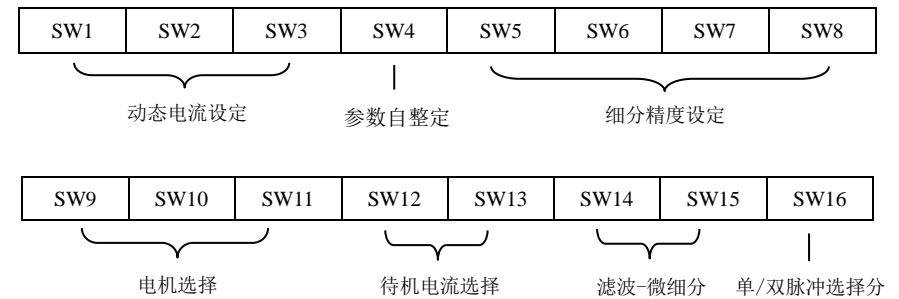 SW1 SW2 SW3 SW4 SW5 SW6 SW7 SW8
动态电流设定 参数自整定 细分精度设定
SW9 SW10 SW11 SW12 SW13 SW14 SW15 SW16
电机选择 待机电流选择 滤波-微细分 单/双脉冲选择分